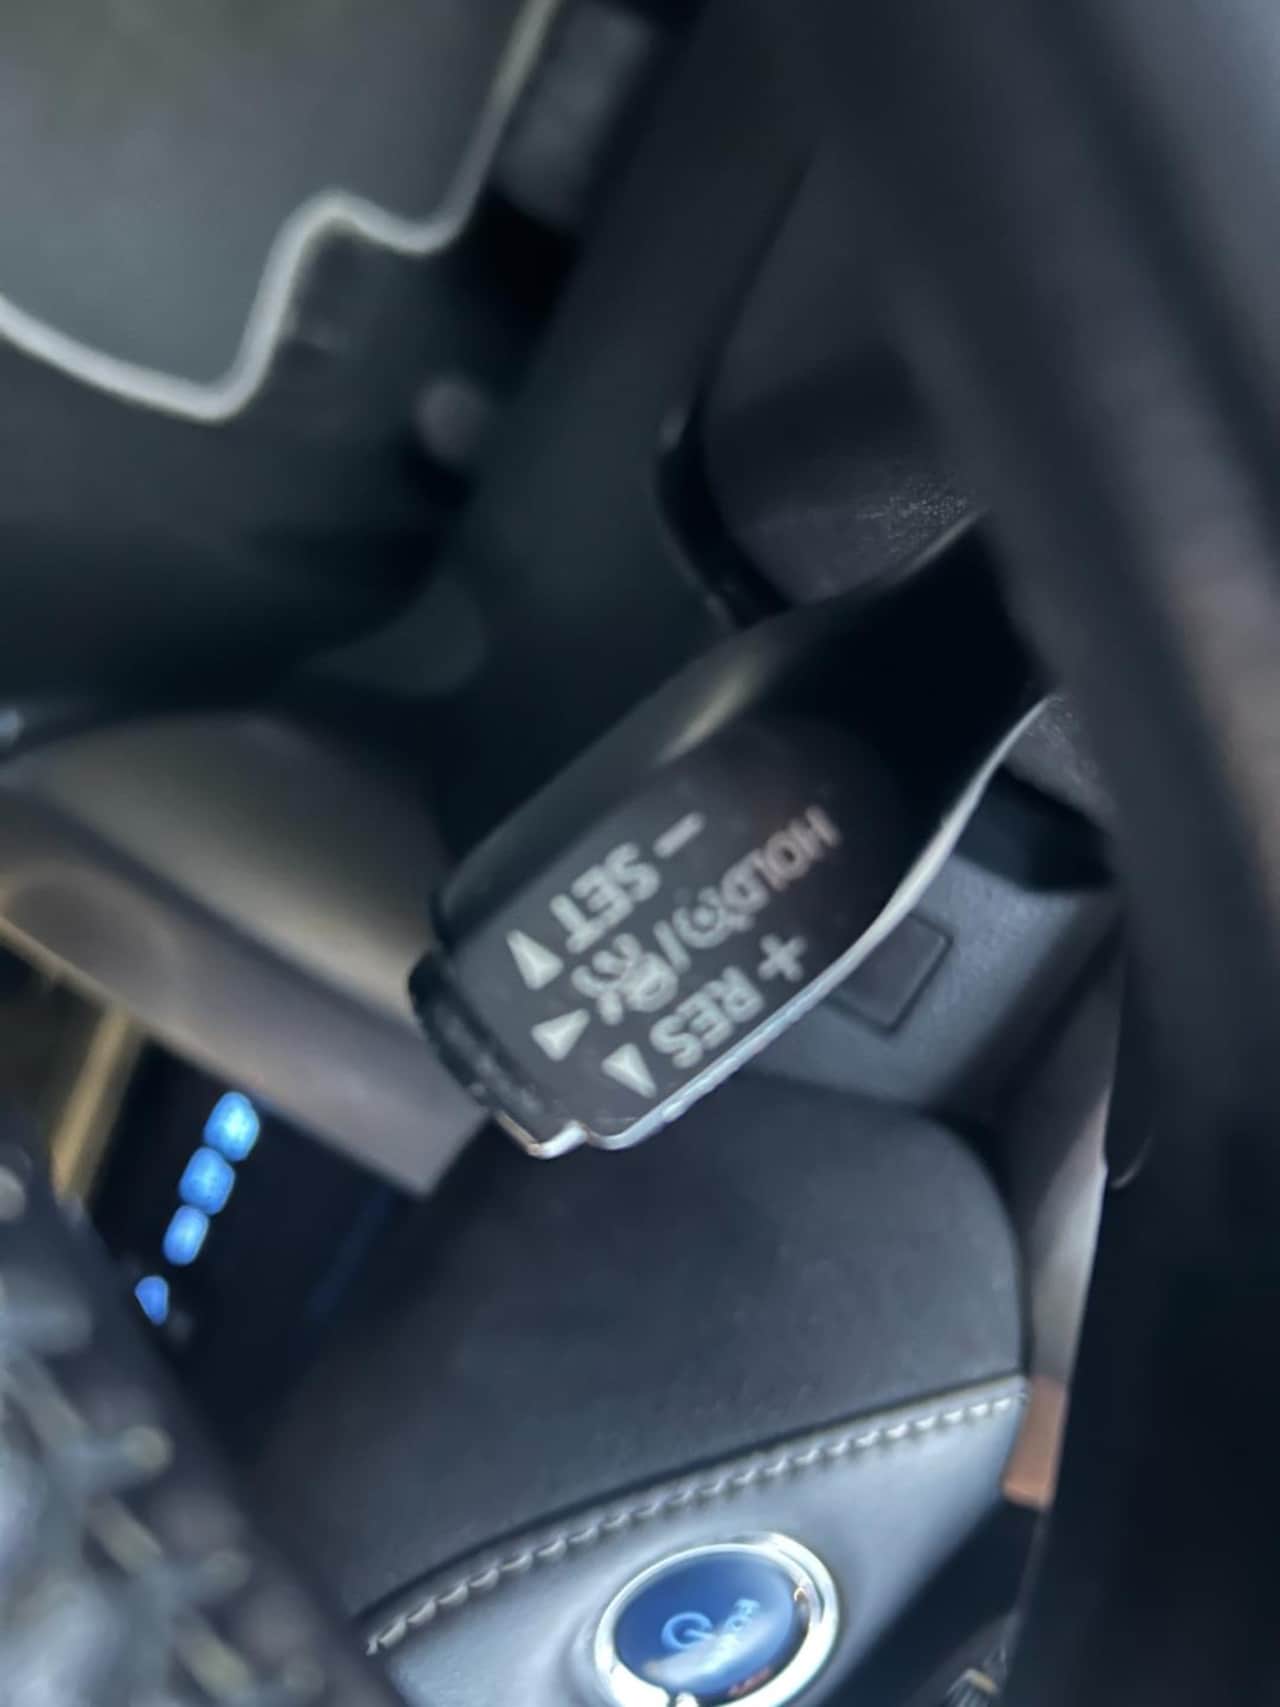 - SET
HOLD
+ RES